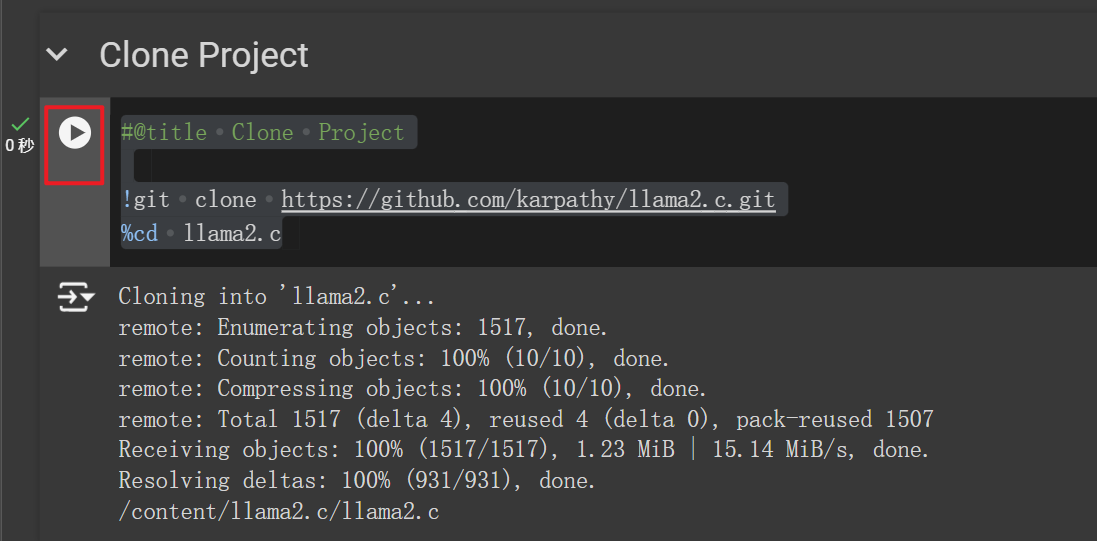 Clone Project
#@title Clone Project
!git clone https://github.com/karpathy/llama2.c.git
%cd llama2.c
0 秒
Cloning into 'llama2.c'...
remote: Enumerating objects: 1517, done.
remote: Counting objects: 100% (10/10), done.
remote: Compressing objects: 100% (10/10), done.
remote: Total 1517 (delta 4), reused 4 (delta 0), pack-reused 1507
Receiving objects: 100% (1517/1517), 1.23 MiB | 15.14 MiB/s, done.
Resolving deltas: 100% (931/931), done.
/content/llama2.c/llama2.c